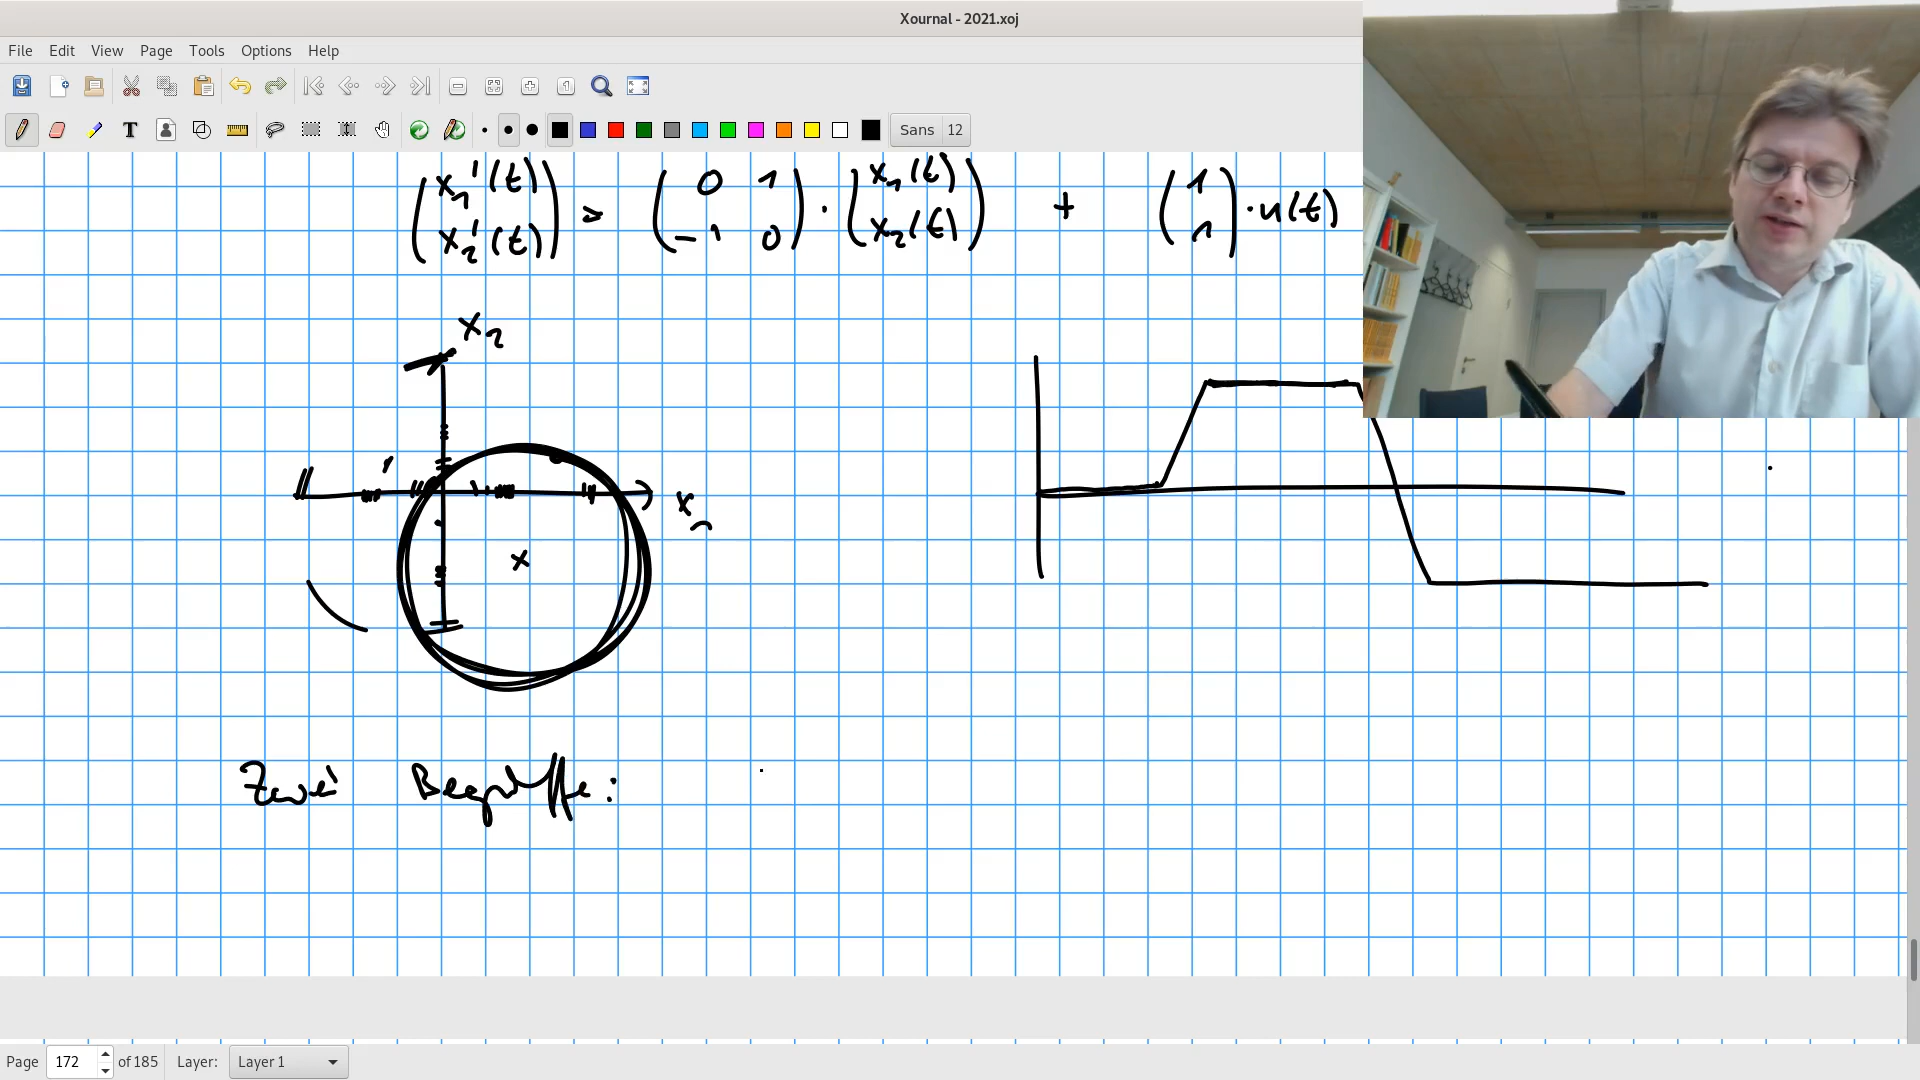 Xournal - 2021.xoj
File Edit View Page Tools Options Help
Sans 12
(x₁'(t) x₂'(t)) = (0 1 -1 0) · (x₁(t) x₂(t)) + (1 1) · u(t)
x₂
x₁
x
Zwei Begriffe:
Page 172 of 185 Layer: Layer 1